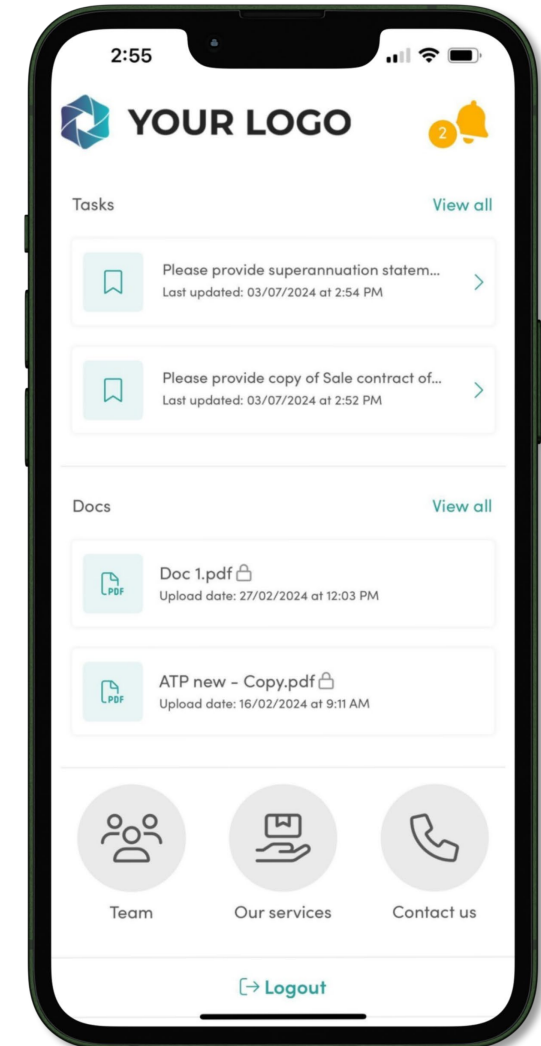 2:55
YOUR LOGO
2
Tasks
View all
Please provide superannuation statem...
Last updated: 03/07/2024 at 2:54 PM
Please provide copy of Sale contract of...
Last updated: 03/07/2024 at 2:52 PM
Docs
View all
PDF
Doc 1.pdf
Upload date: 27/02/2024 at 12:03 PM
PDF
ATP new - Copy.pdf
Upload date: 16/02/2024 at 9:11 AM
Team
Our services
Contact us
Logout